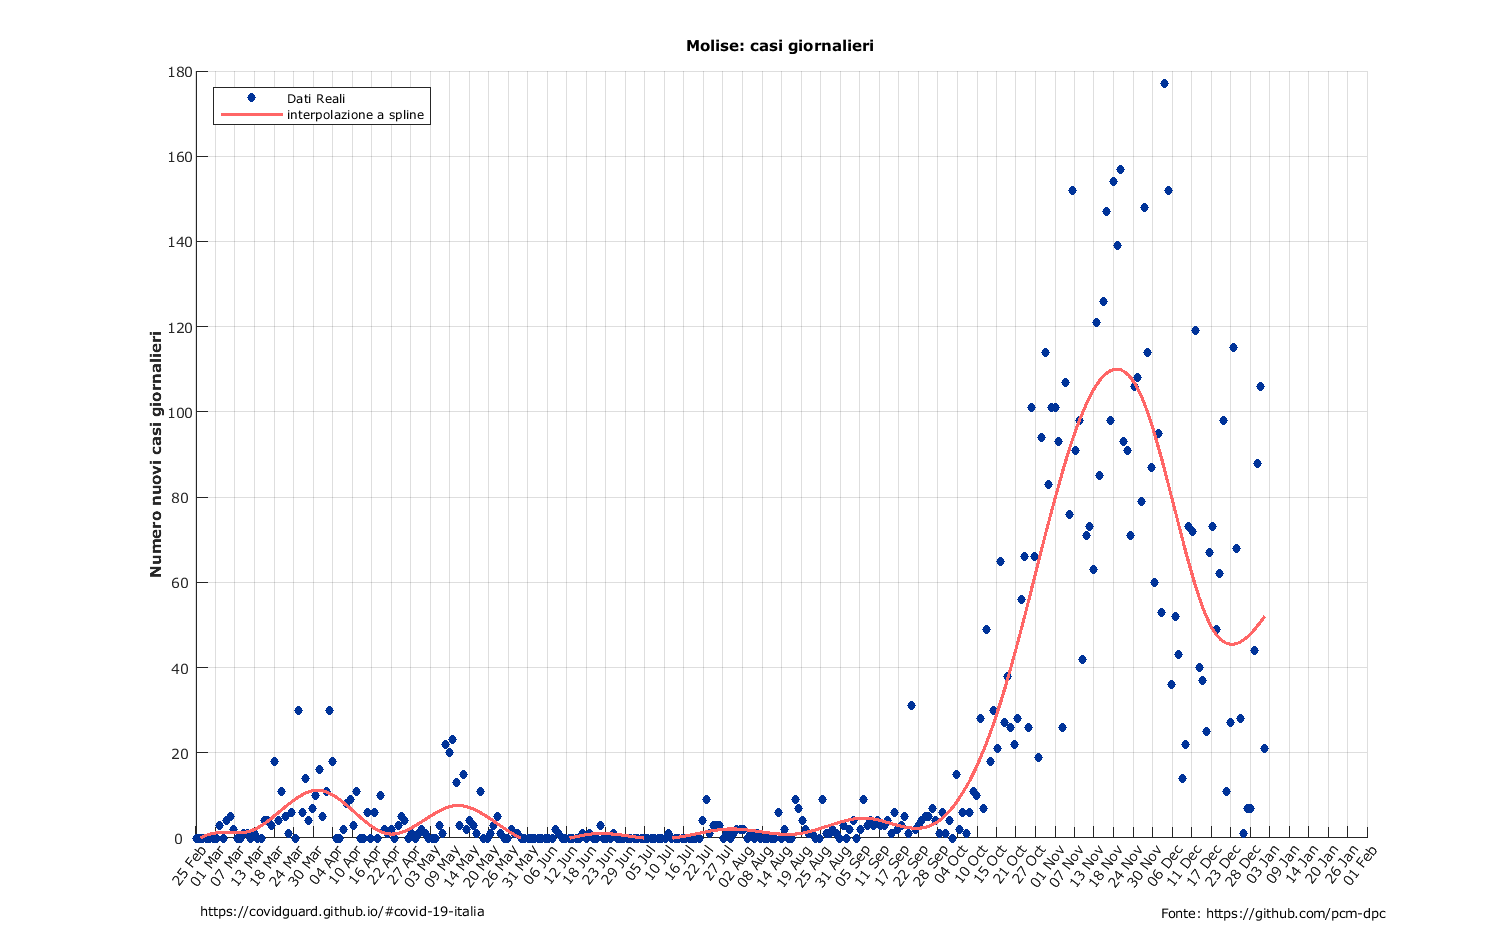 Molise: casi giornalieri
Dati Reali
interpolazione a spline
Numero nuovi casi giornalieri
180
160
140
120
100
80
60
40
20
0
25 Feb
01 Mar
07 Mar
13 Mar
18 Mar
24 Mar
30 Mar
04 Apr
10 Apr
16 Apr
22 Apr
27 Apr
03 May
09 May
14 May
20 May
26 May
31 May
06 Jun
12 Jun
18 Jun
23 Jun
29 Jun
05 Jul
10 Jul
16 Jul
22 Jul
27 Jul
02 Aug
08 Aug
14 Aug
19 Aug
25 Aug
31 Aug
05 Sep
11 Sep
17 Sep
22 Sep
28 Sep
04 Oct
10 Oct
15 Oct
21 Oct
27 Oct
01 Nov
07 Nov
13 Nov
18 Nov
24 Nov
30 Nov
06 Dec
11 Dec
17 Dec
23 Dec
28 Dec
03 Jan
09 Jan
14 Jan
20 Jan
26 Jan
01 Feb
https://covidguard.github.io/#covid-19-italia
Fonte: https://github.com/pcm-dpc